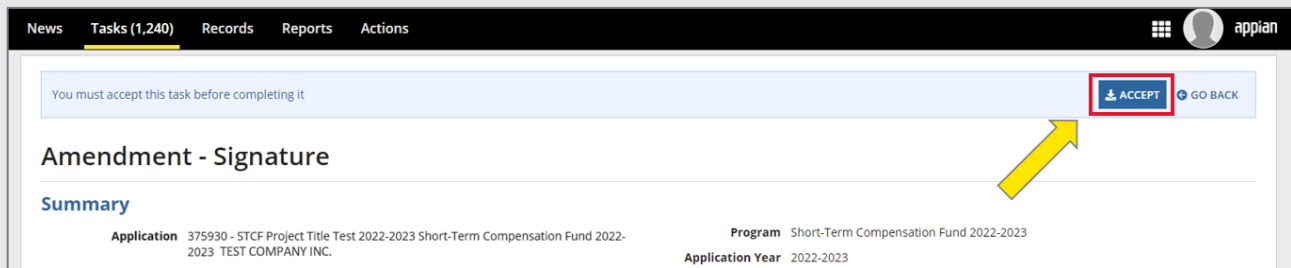 News Tasks (1,240) Records Reports Actions appian
You must accept this task before completing it ACCEPT GO BACK
Amendment - Signature
Summary
Application 375930 - STCF Project Title Test 2022-2023 Short-Term Compensation Fund 2022-
2023 TEST COMPANY INC.
Program Short-Term Compensation Fund 2022-2023
Application Year 2022-2023